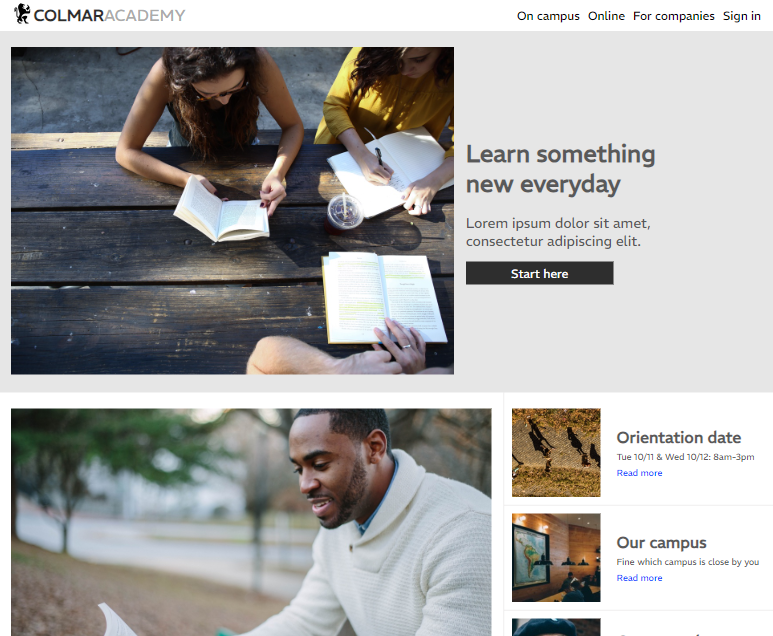 COLMARACADEMY
On campus Online For companies Sign in
Learn something
new everyday
Lorem ipsum dolor sit amet,
consectetur adipiscing elit.
Start here
Orientation date
Tue 10/11 & Wed 10/12: 8am-3pm
Read more
Our campus
Fine which campus is close by you
Read more